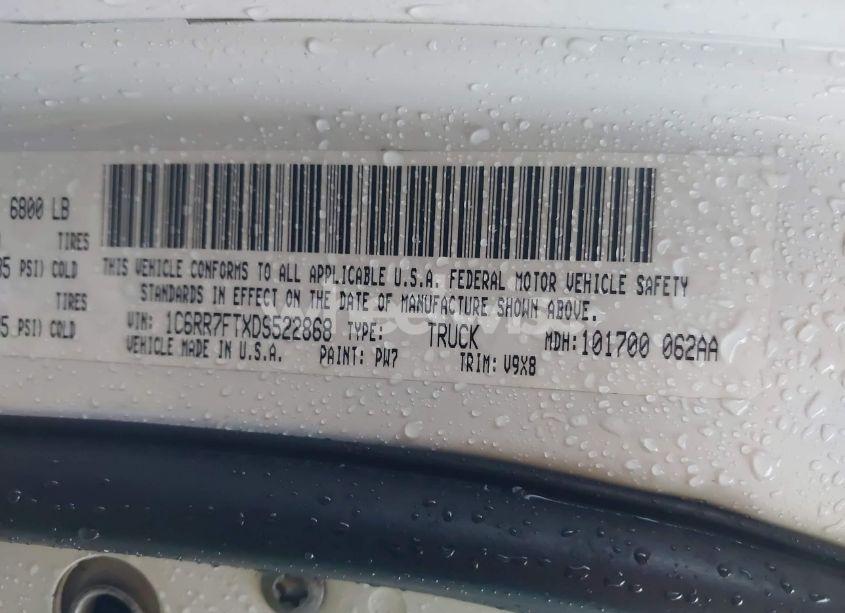 6800 LB
TIRES
PSI) COLD
TIRES
PSI) COLD
THIS VEHICLE CONFORMS TO ALL APPLICABLE U.S.A. FEDERAL MOTOR VEHICLE SAFETY
STANDARDS IN EFFECT ON THE DATE OF MANUFACTURE SHOWN ABOVE.
VIN: 1C6RR7FTXDS522868 TYPE: TRUCK MDH:101700 062AA
VEHICLE MADE IN U.S.A. PAINT: PW7 TRIM: V9X8